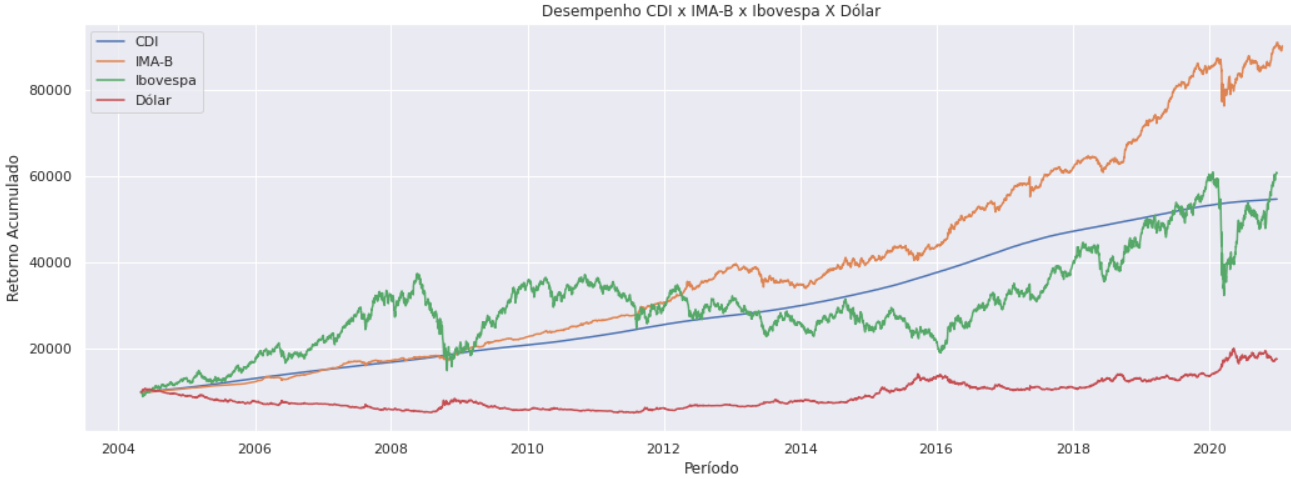 Desempenho CDI x IMA-B x Ibovespa X Dólar
CDI
IMA-B
Ibovespa
Dólar
Retorno Acumulado
80000
60000
40000
20000
2004 2006 2008 2010 2012 2014 2016 2018 2020
Período